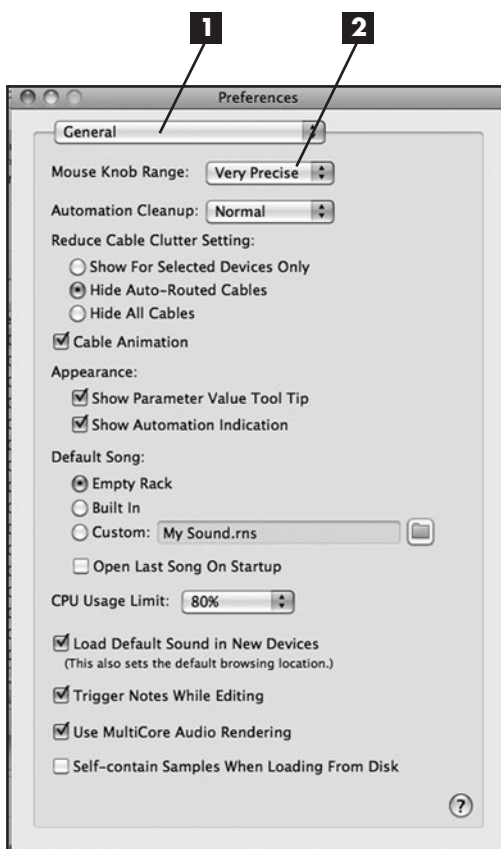 1 2
Preferences
General
Mouse Knob Range: Very Precise
Automation Cleanup: Normal
Reduce Cable Clutter Setting:
Show For Selected Devices Only
Hide Auto-Routed Cables
Hide All Cables
Cable Animation
Appearance:
Show Parameter Value Tool Tip
Show Automation Indication
Default Song:
Empty Rack
Built In
Custom: My Sound.rns
Open Last Song On Startup
CPU Usage Limit: 80%
Load Default Sound in New Devices
(This also sets the default browsing location.)
Trigger Notes While Editing
Use MultiCore Audio Rendering
Self-contain Samples When Loading From Disk
?